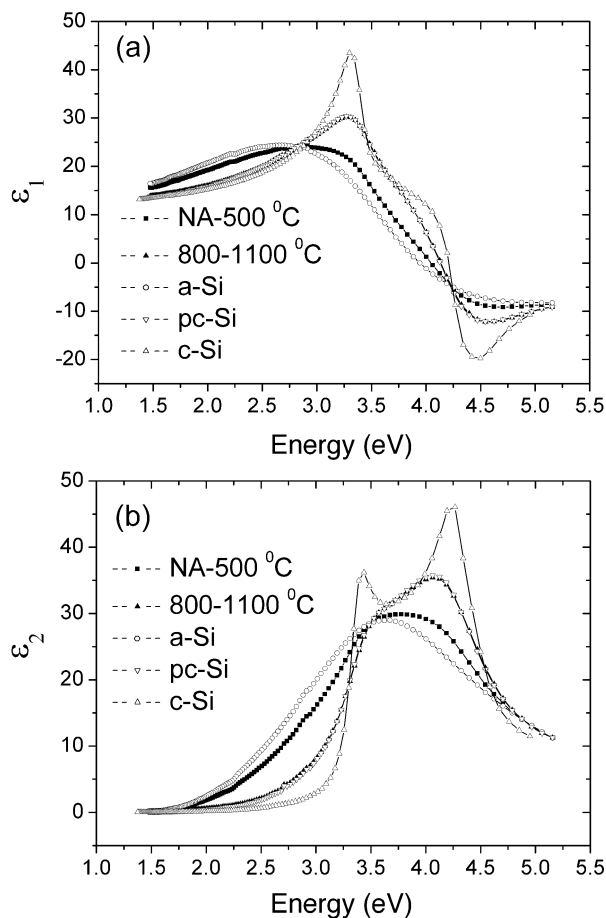 (a)
50
40
30
20
10
0
-10
-20
ε1
NA-500 ⁰C
800-1100 ⁰C
a-Si
pc-Si
c-Si
1.0 1.5 2.0 2.5 3.0 3.5 4.0 4.5 5.0 5.5
Energy (eV)
(b)
50
40
30
20
10
0
ε2
NA-500 ⁰C
800-1100 ⁰C
a-Si
pc-Si
c-Si
1.0 1.5 2.0 2.5 3.0 3.5 4.0 4.5 5.0 5.5
Energy (eV)